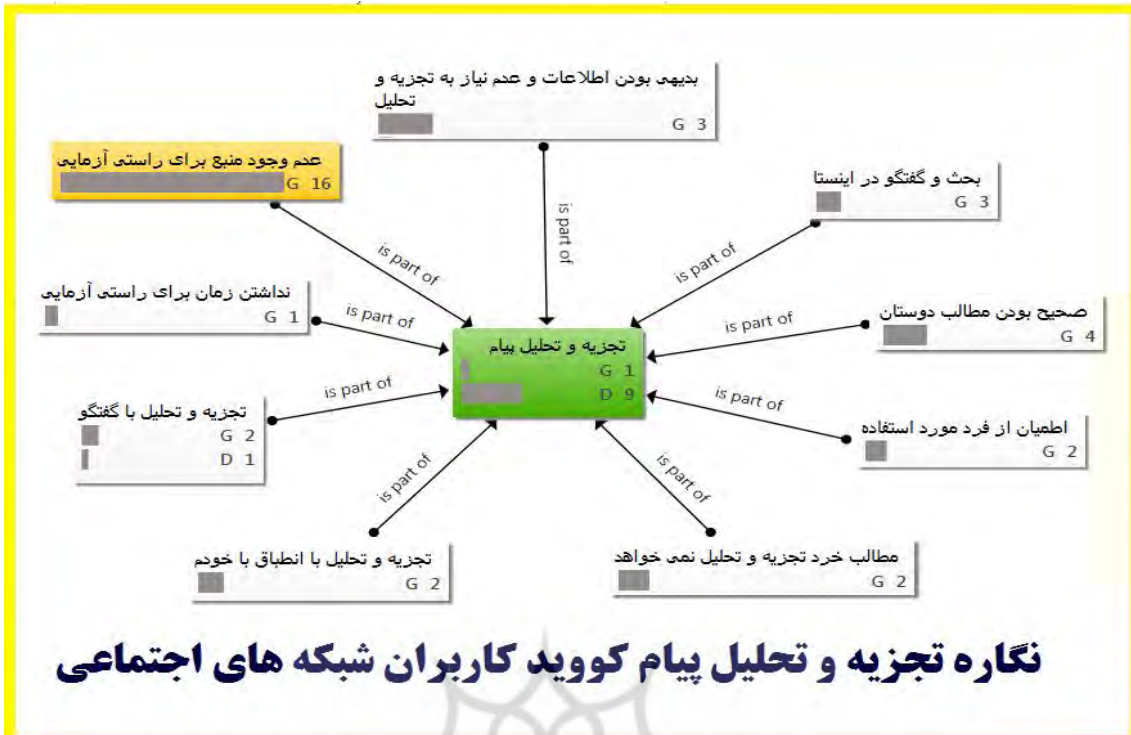 بدیهی بودن اطلاعات و عدم نیاز به تجزیه و
تحلیل
G 3
عدم وجود منبع برای راستی آزمایی
G 16
بحث و گفتگو در اینستا
G 3
is part of
is part of
is part of
نداشتن زمان برای راستی آزمایی
G 1
is part of
صحیح بودن مطالب دوستان
G 4
is part of
تجزیه و تحلیل پیام
G 1
D 9
تجزیه و تحلیل با گفتگو
G 2
D 1
is part of
اطمیان از فرد مورد استفاده
G 2
is part of
is part of
is part of
تجزیه و تحلیل با انطباق با خودم
G 2
مطالب خرد تجزیه و تحلیل نمی خواهد
G 2
نگاره تجزیه و تحلیل پیام کووید کاربران شبکه های اجتماعی